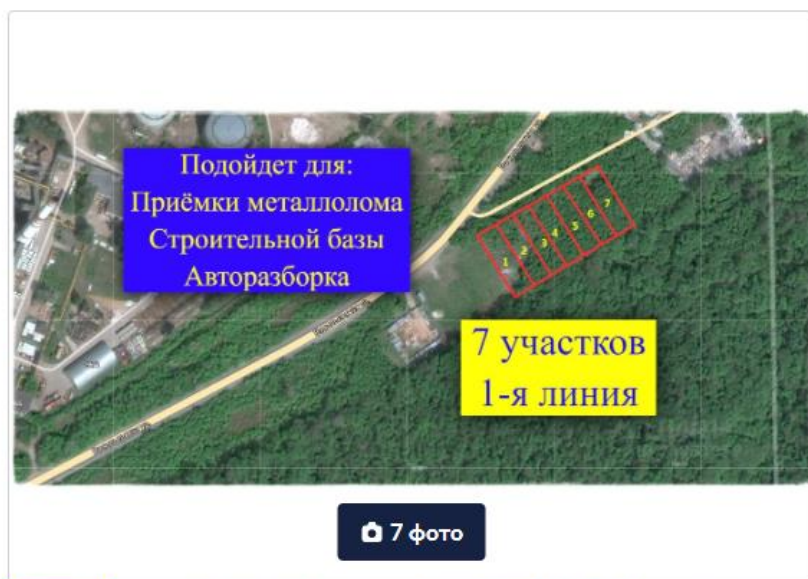 Подойдет для:
Приёмки металлолома
Строительной базы
Авторазборка
1
2
3
4
5
6
7
7 участков
1-я линия
7 фото